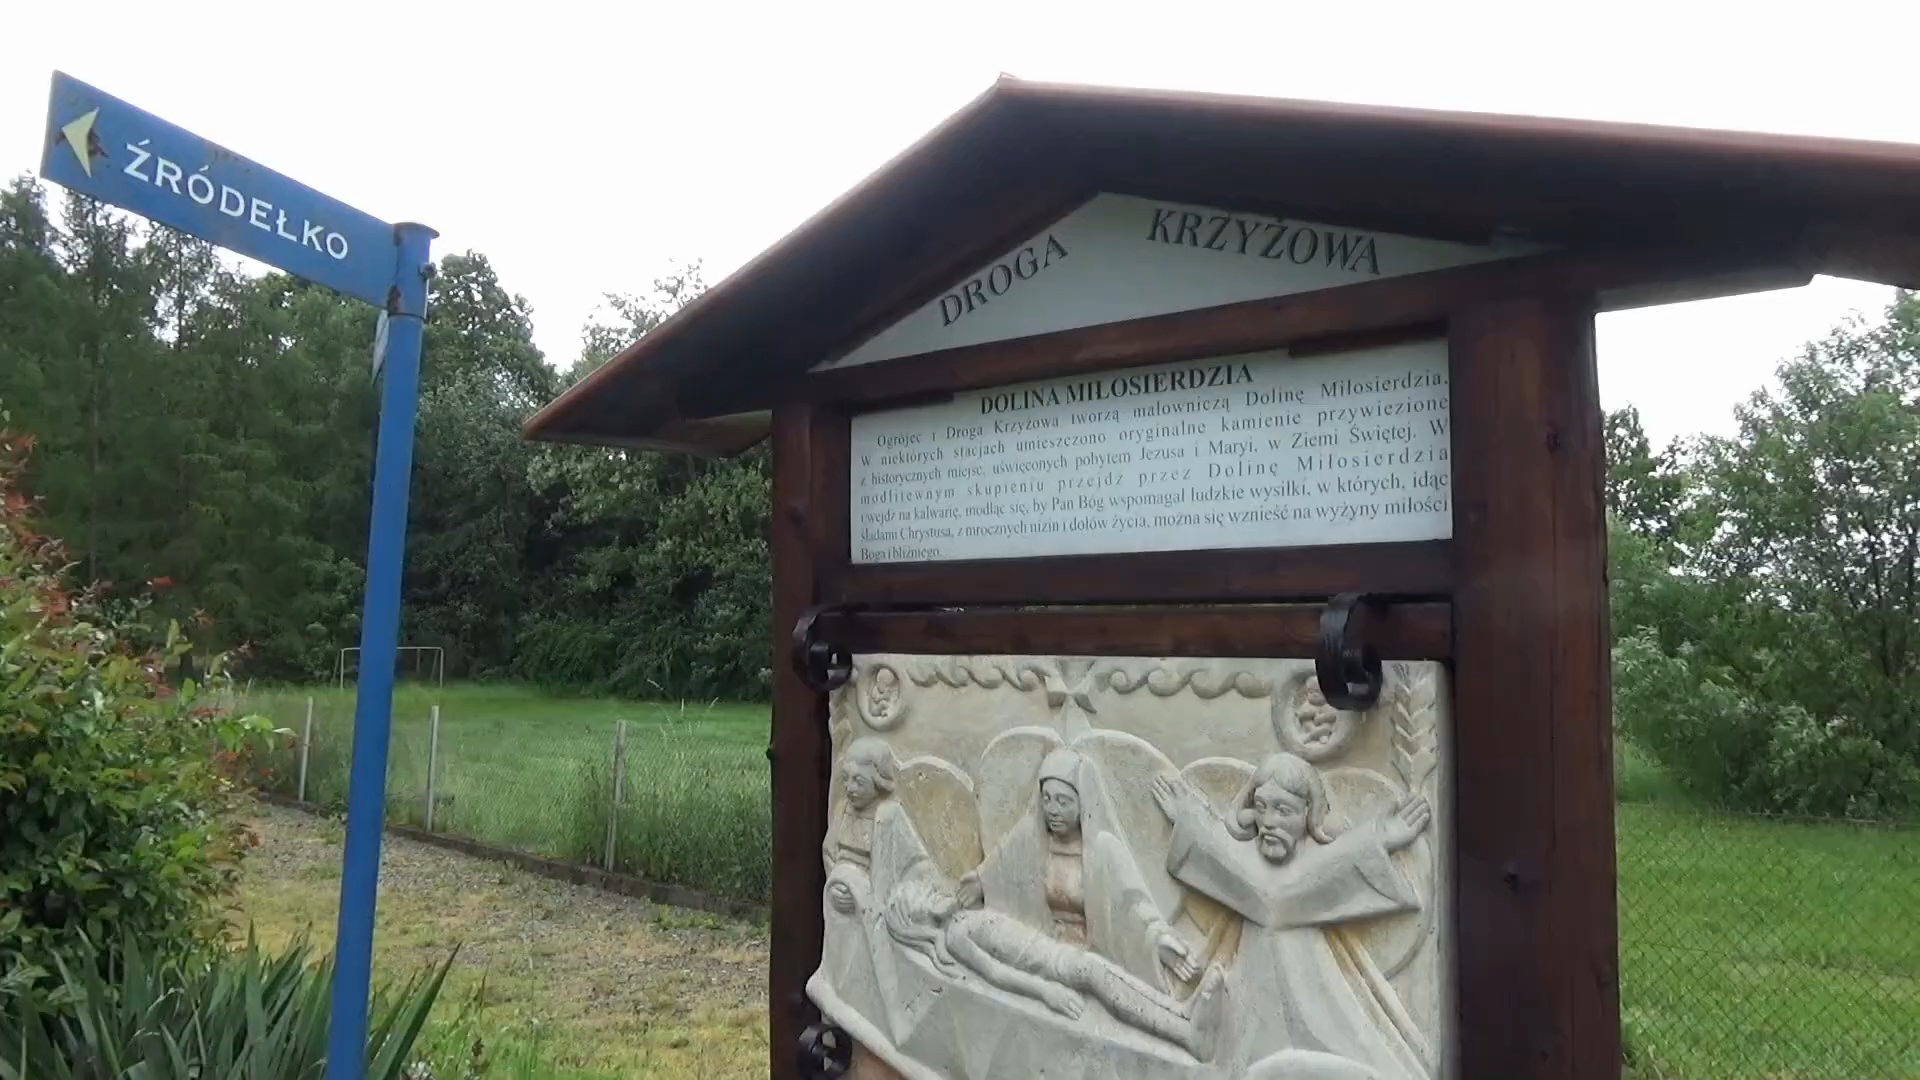 ŹRÓDEŁKO
DROGA KRZYŻOWA
DOLINA MIŁOSIERDZIA
Ogrójec i Droga Krzyżowa tworzą malowniczą Dolinę Miłosierdzia.
W niektórych stacjach umieszczono oryginalne kamienie przywiezione
z historycznych miejsc, uświęconych pobytem Jezusa i Maryi, w Ziemi Świętej. W
modlitewnym skupieniu przejdź przez Dolinę Miłosierdzia
i wejdź na kalwarię, modląc się, by Pan Bóg wspomagał ludzkie wysiłki, w których, idąc
śladami Chrystusa, z mrocznych nizin i dołów życia, można się wznieść na wyżyny miłości
Boga i bliźniego.